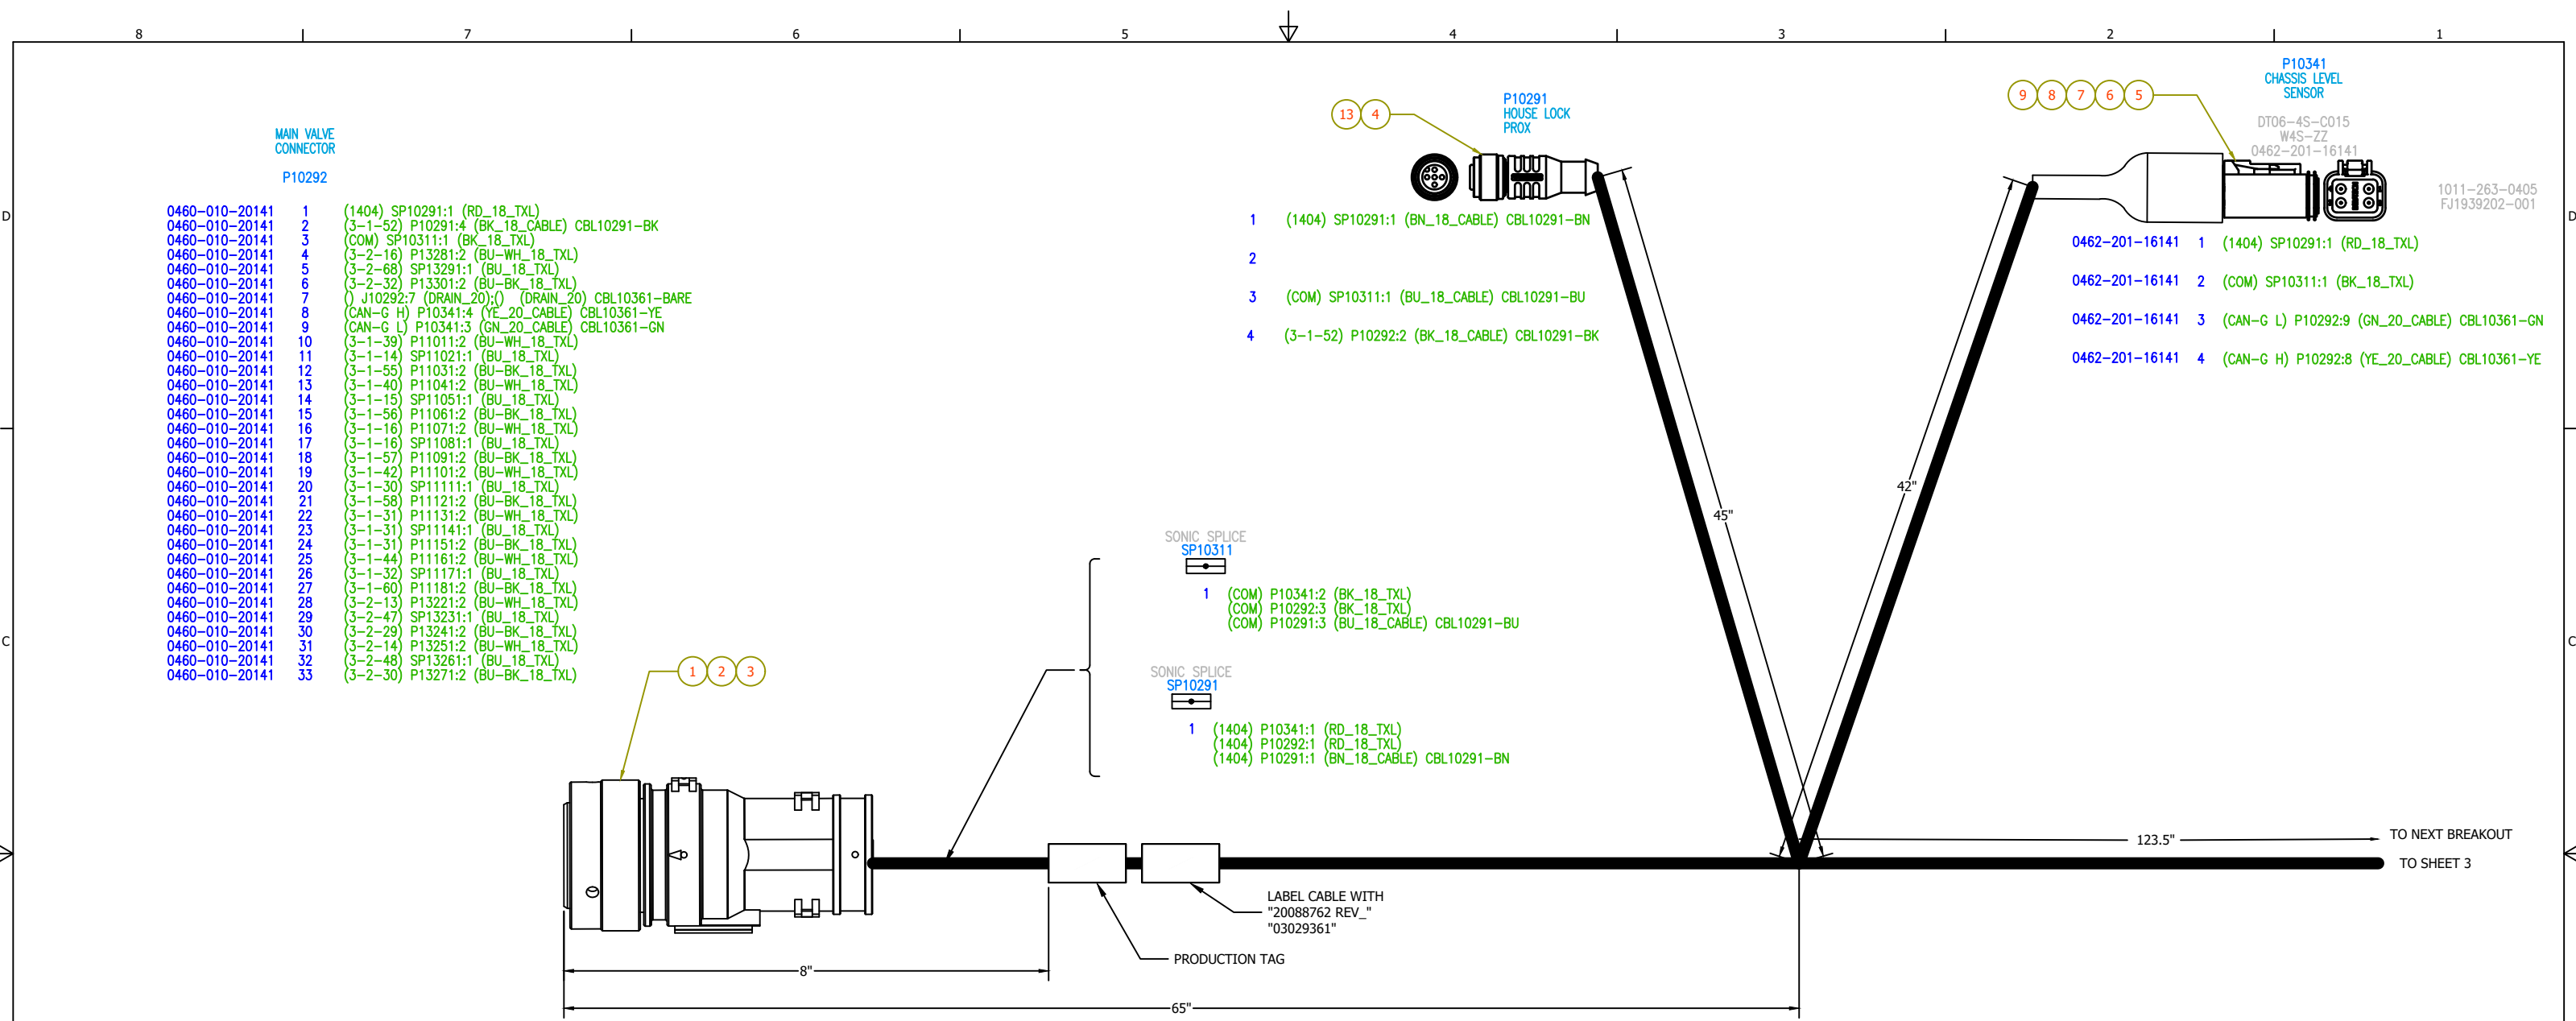 8 7 6 5 4 3 2 1
D
D
C
C
MAIN VALVE
CONNECTOR
P10292
0460-010-20141 1 (1404) SP10291:1 (RD_18_TXL)
0460-010-20141 2 (3-1-52) P10291:4 (BK_18_CABLE) CBL10291-BK
0460-010-20141 3 (COM) SP10311:1 (BK_18_TXL)
0460-010-20141 4 (3-2-16) P13281:2 (BU-WH_18_TXL)
0460-010-20141 5 (3-2-68) SP13291:1 (BU_18_TXL)
0460-010-20141 6 (3-2-32) P13301:2 (BU-BK_18_TXL)
0460-010-20141 7 () J10292:7 (DRAIN_20);() (DRAIN_20) CBL10361-BARE
0460-010-20141 8 (CAN-G H) P10341:4 (YE_20_CABLE) CBL10361-YE
0460-010-20141 9 (CAN-G L) P10341:3 (GN_20_CABLE) CBL10361-GN
0460-010-20141 10 (3-1-39) P11011:2 (BU-WH_18_TXL)
0460-010-20141 11 (3-1-14) SP11021:1 (BU_18_TXL)
0460-010-20141 12 (3-1-55) P11031:2 (BU-BK_18_TXL)
0460-010-20141 13 (3-1-40) P11041:2 (BU-WH_18_TXL)
0460-010-20141 14 (3-1-15) SP11051:1 (BU_18_TXL)
0460-010-20141 15 (3-1-56) P11061:2 (BU-BK_18_TXL)
0460-010-20141 16 (3-1-16) P11071:2 (BU-WH_18_TXL)
0460-010-20141 17 (3-1-16) SP11081:1 (BU_18_TXL)
0460-010-20141 18 (3-1-57) P11091:2 (BU-BK_18_TXL)
0460-010-20141 19 (3-1-42) P11101:2 (BU-WH_18_TXL)
0460-010-20141 20 (3-1-30) SP11111:1 (BU_18_TXL)
0460-010-20141 21 (3-1-58) P11121:2 (BU-BK_18_TXL)
0460-010-20141 22 (3-1-31) P11131:2 (BU-WH_18_TXL)
0460-010-20141 23 (3-1-31) SP11141:1 (BU_18_TXL)
0460-010-20141 24 (3-1-31) P11151:2 (BU-BK_18_TXL)
0460-010-20141 25 (3-1-44) P11161:2 (BU-WH_18_TXL)
0460-010-20141 26 (3-1-32) SP11171:1 (BU_18_TXL)
0460-010-20141 27 (3-1-60) P11181:2 (BU-BK_18_TXL)
0460-010-20141 28 (3-2-13) P13221:2 (BU-WH_18_TXL)
0460-010-20141 29 (3-2-47) SP13231:1 (BU_18_TXL)
0460-010-20141 30 (3-2-29) P13241:2 (BU-BK_18_TXL)
0460-010-20141 31 (3-2-14) P13251:2 (BU-WH_18_TXL)
0460-010-20141 32 (3-2-48) SP13261:1 (BU_18_TXL)
0460-010-20141 33 (3-2-30) P13271:2 (BU-BK_18_TXL)
1 2 3
13 4
P10291
HOUSE LOCK
PROX
1 (1404) SP10291:1 (BN_18_CABLE) CBL10291-BN
2
3 (COM) SP10311:1 (BU_18_CABLE) CBL10291-BU
4 (3-1-52) P10292:2 (BK_18_CABLE) CBL10291-BK
9 8 7 6 5
P10341
CHASSIS LEVEL
SENSOR
DT06-4S-C015
W4S-ZZ
0462-201-16141
1011-263-0405
FJ1939202-001
0462-201-16141 1 (1404) SP10291:1 (RD_18_TXL)
0462-201-16141 2 (COM) SP10311:1 (BK_18_TXL)
0462-201-16141 3 (CAN-G L) P10292:9 (GN_20_CABLE) CBL10361-GN
0462-201-16141 4 (CAN-G H) P10292:8 (YE_20_CABLE) CBL10361-YE
42"
45"
SONIC SPLICE
SP10311
1 (COM) P10341:2 (BK_18_TXL)
(COM) P10292:3 (BK_18_TXL)
(COM) P10291:3 (BU_18_CABLE) CBL10291-BU
SONIC SPLICE
SP10291
1 (1404) P10341:1 (RD_18_TXL)
(1404) P10292:1 (RD_18_TXL)
(1404) P10291:1 (BN_18_CABLE) CBL10291-BN
123.5"
TO NEXT BREAKOUT
TO SHEET 3
LABEL CABLE WITH
"20088762 REV_"
"03029361"
PRODUCTION TAG
8"
65"